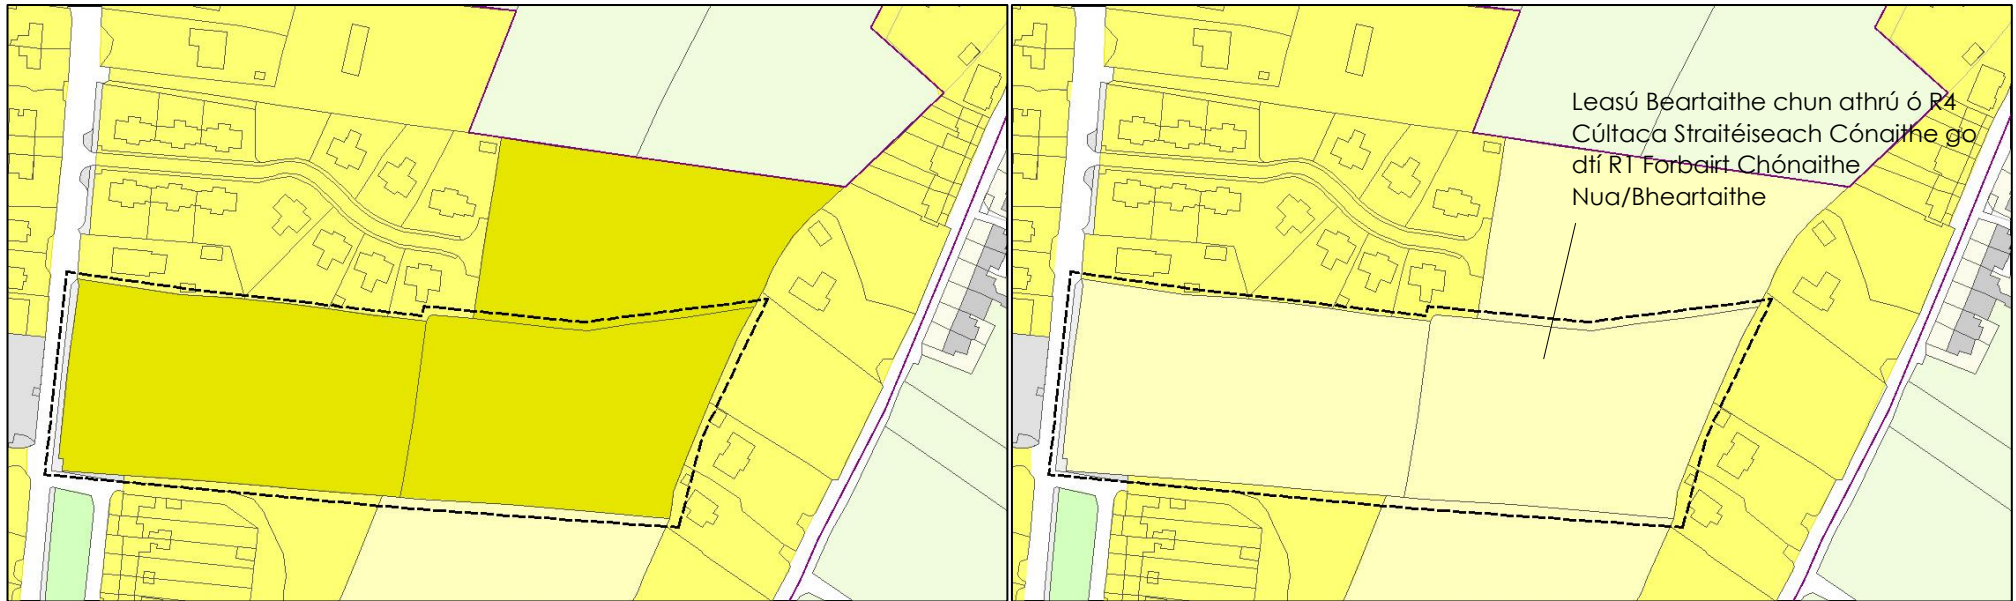 Leasú Beartaithe chun athrú ó R4
Cúltaca Straitéiseach Cónaithe go
dtí R1 Forbairt Chónaithe
Nua/Bheartaithe